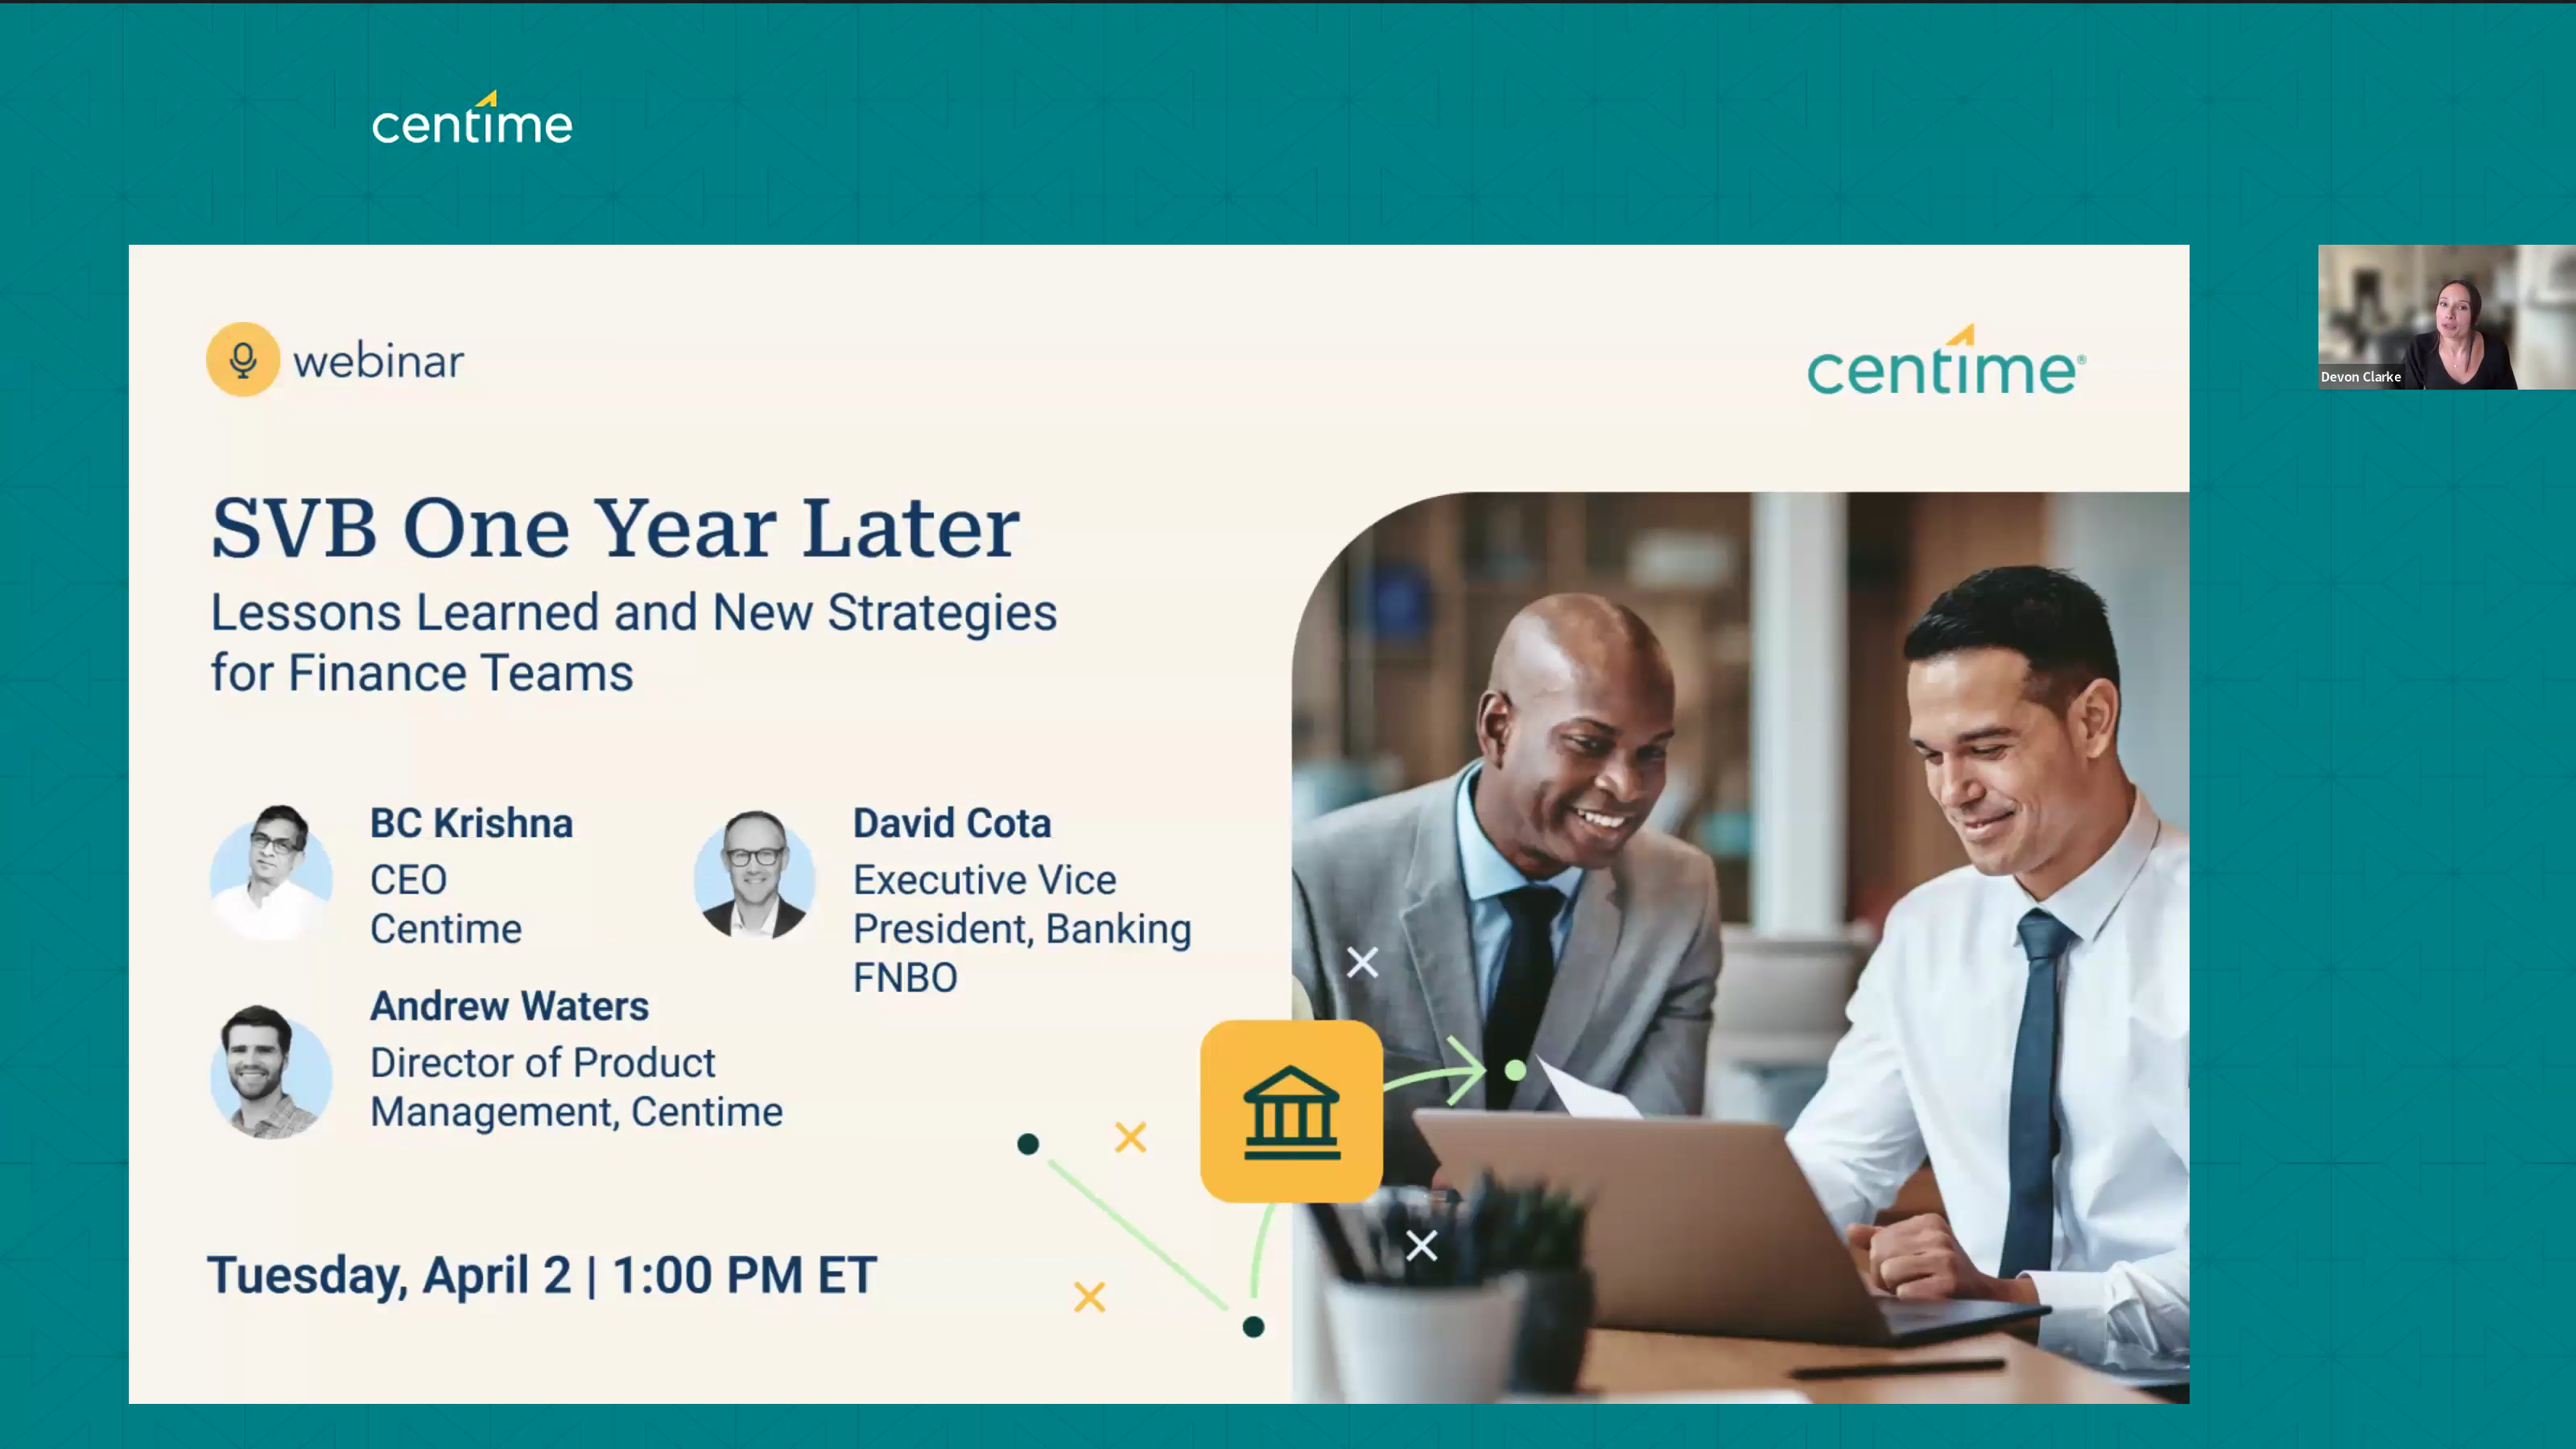 centime
webinar
centime®
SVB One Year Later
Lessons Learned and New Strategies
for Finance Teams
BC Krishna
CEO
Centime
David Cota
Executive Vice
President, Banking
FNBO
Andrew Waters
Director of Product
Management, Centime
Tuesday, April 2 | 1:00 PM ET
Devon Clarke